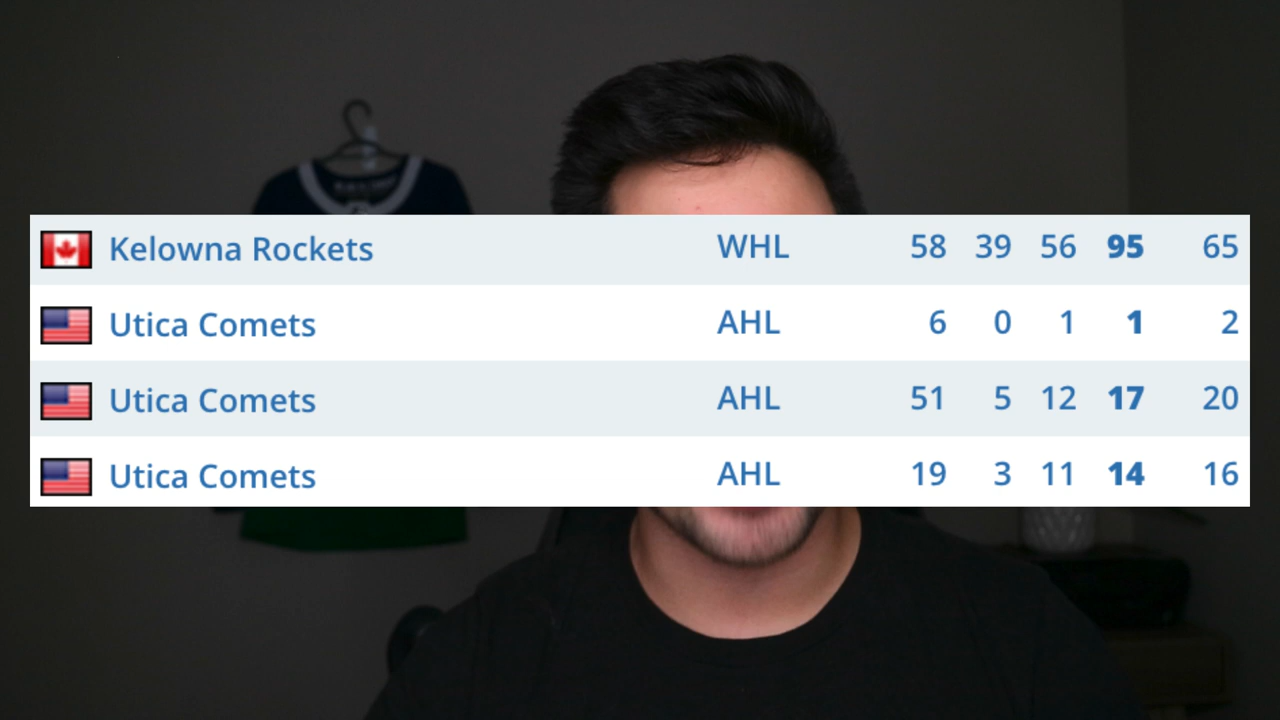 Kelowna Rockets WHL 58 39 56 95 65
Utica Comets AHL 6 0 1 1 2
Utica Comets AHL 51 5 12 17 20
Utica Comets AHL 19 3 11 14 16